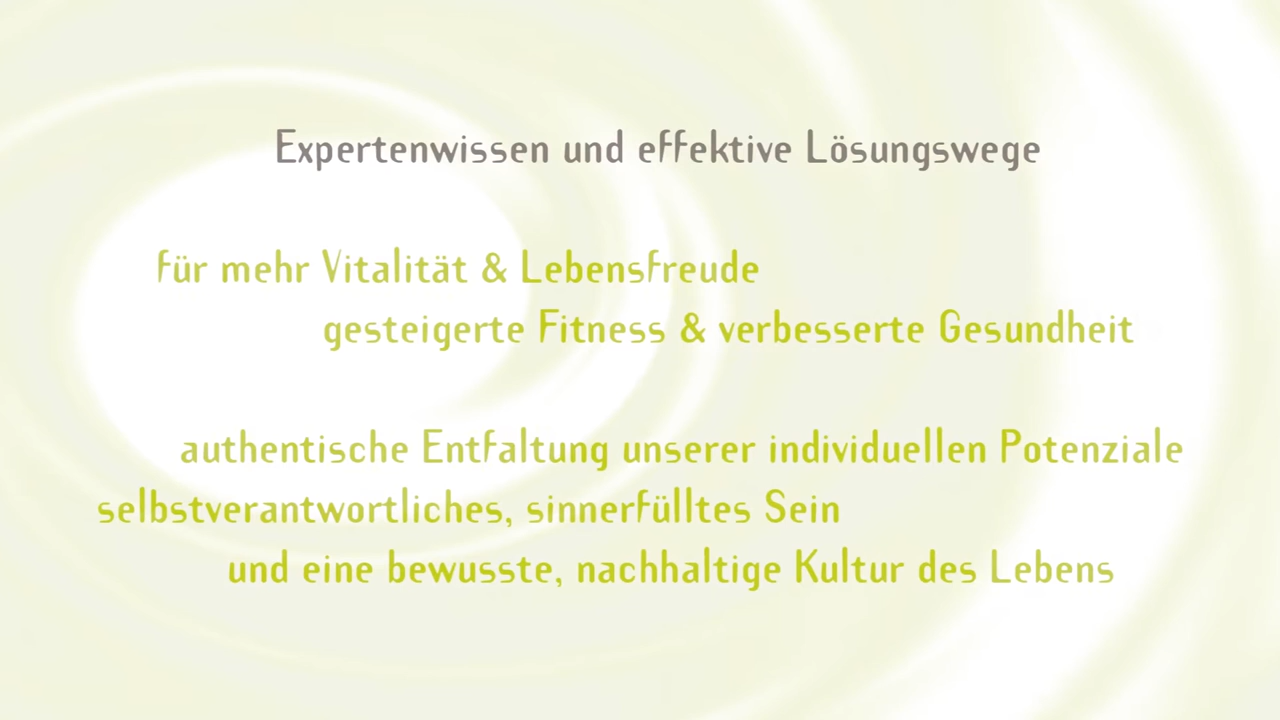 Expertenwissen und effektive Lösungswege
für mehr Vitalität & Lebensfreude
gesteigerte Fitness & verbesserte Gesundheit
authentische Entfaltung unserer individuellen Potenziale
selbstverantwortliches, sinnerfülltes Sein
und eine bewusste, nachhaltige Kultur des Lebens